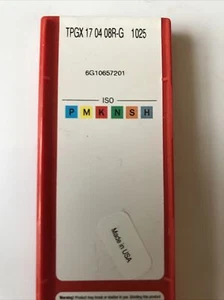 TPGX 17 04 08R-G 1025
6G10657201
ISO
P M K N S H
Made in USA